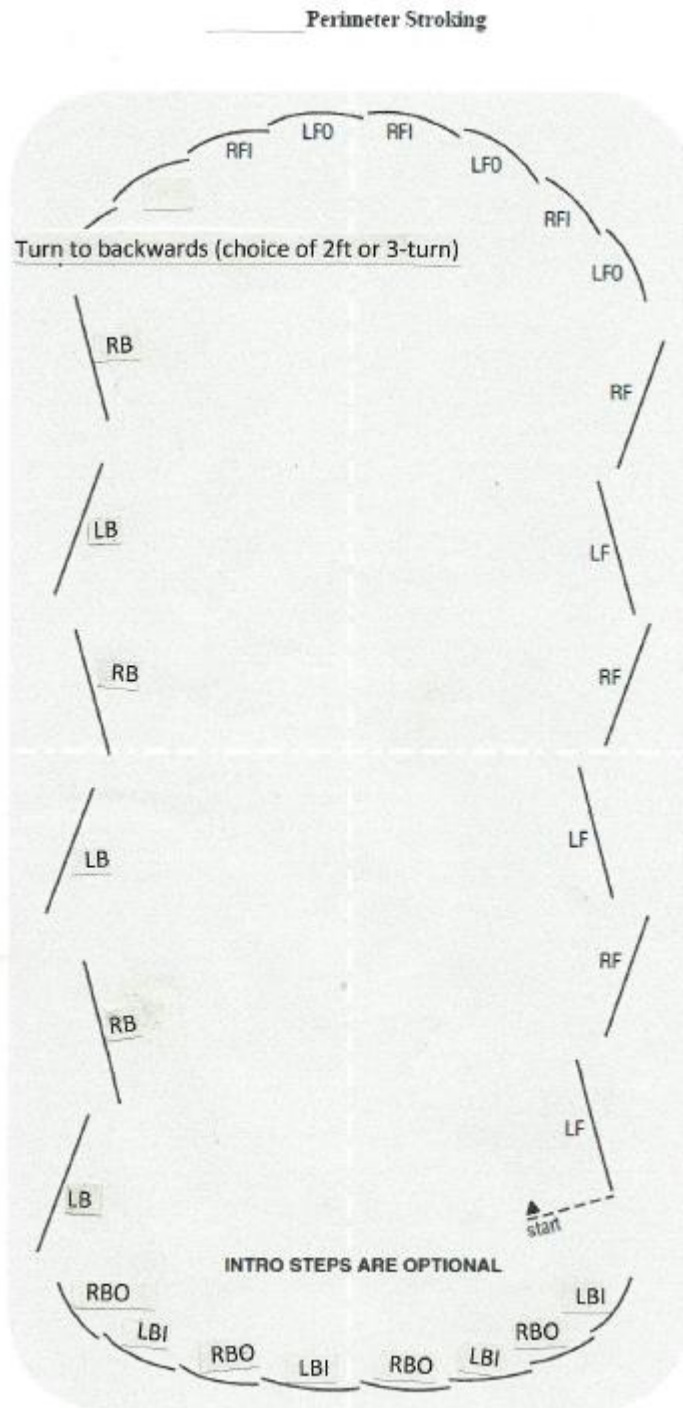 Perimeter Stroking
LFO
RFI
RFI
LFO
RFI
Turn to backwards (choice of 2ft or 3-turn)
LFO
RB
RF
LB
LF
RB
RF
LF
LB
RF
RB
LF
LB
start
INTRO STEPS ARE OPTIONAL
RBO
LBI
LBI
RBO
RBO
LBI
RBO
LBI